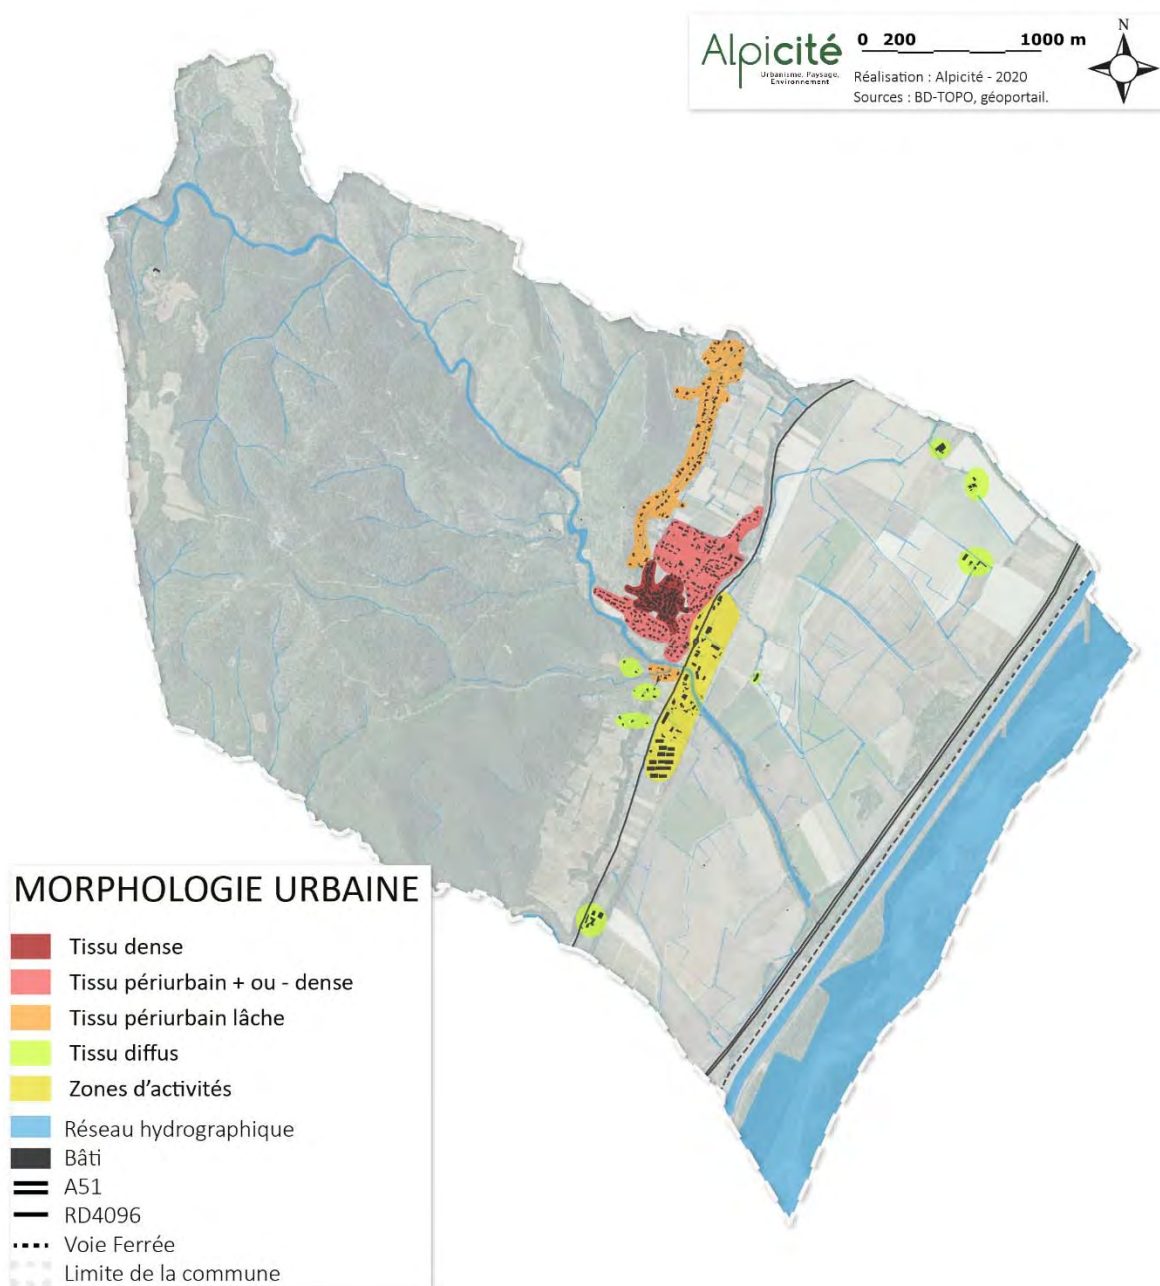 Alpicité
Urbanisme, Paysage,
Environnement
0 200 1000 m
Réalisation : Alpicité - 2020
Sources : BD-TOPO, géoportail.
N
MORPHOLOGIE URBAINE
Tissu dense
Tissu périurbain + ou - dense
Tissu périurbain lâche
Tissu diffus
Zones d'activités
Réseau hydrographique
Bâti
A51
RD4096
Voie Ferrée
Limite de la commune